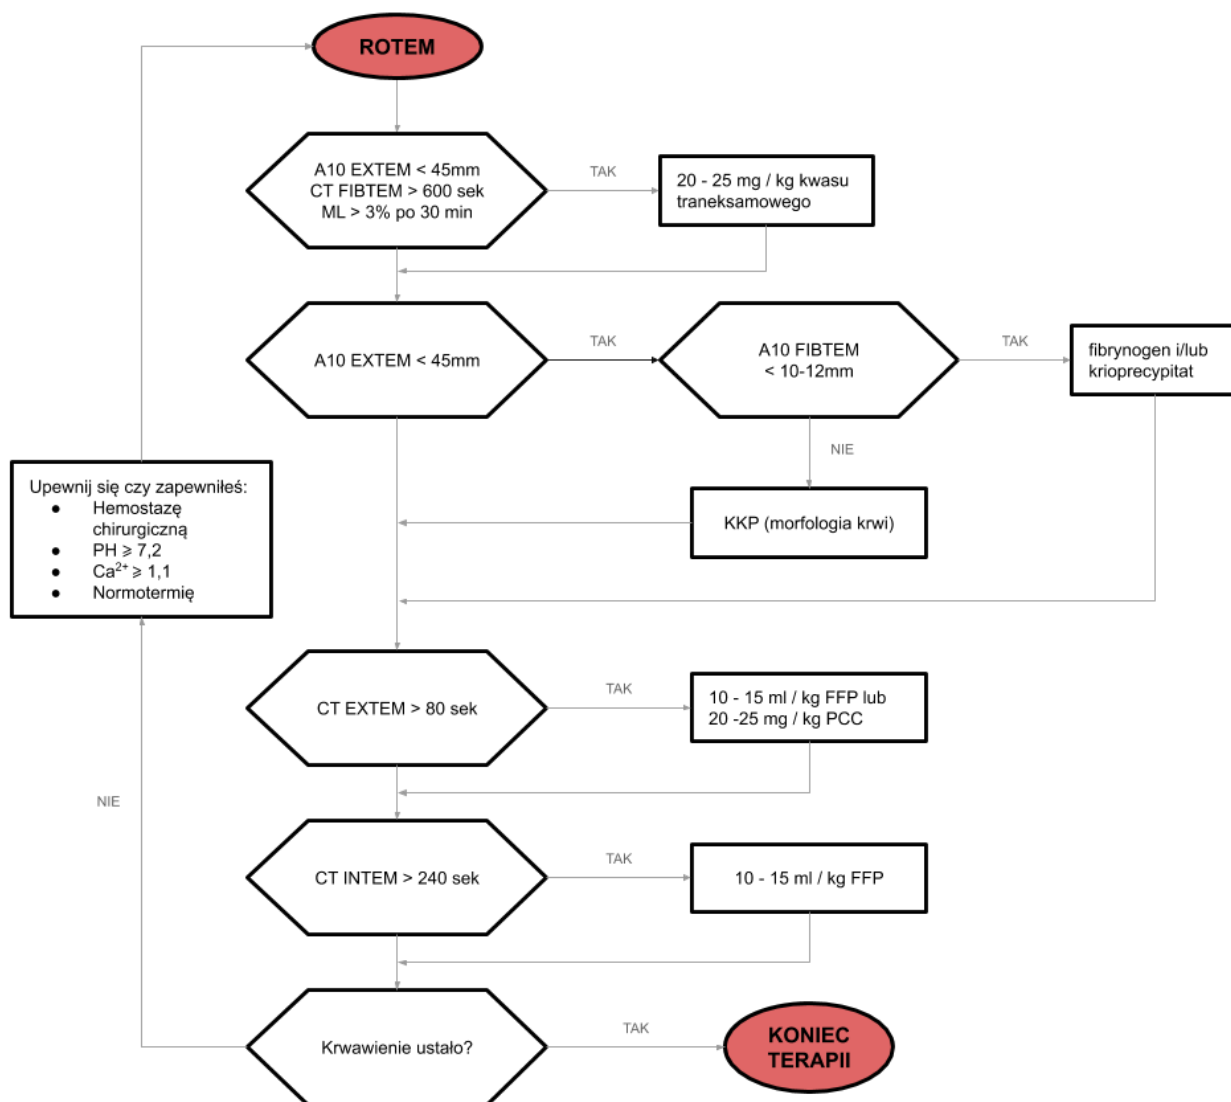 ROTEM
A10 EXTEM < 45mm
CT FIBTEM > 600 sek
ML > 3% po 30 min
TAK
20 - 25 mg / kg kwasu
traneksamowego
A10 EXTEM < 45mm
TAK
A10 FIBTEM
< 10-12mm
TAK
fibrynogen i/lub
krioprecypitat
NIE
KKP (morfologia krwi)
Upewnij się czy zapewniłeś:
● Hemostazę
chirurgiczną
● PH ⩾ 7,2
● Ca²⁺ ⩾ 1,1
● Normotermię
CT EXTEM > 80 sek
TAK
10 - 15 ml / kg FFP lub
20 -25 mg / kg PCC
NIE
CT INTEM > 240 sek
TAK
10 - 15 ml / kg FFP
Krwawienie ustało?
TAK
KONIEC
TERAPII